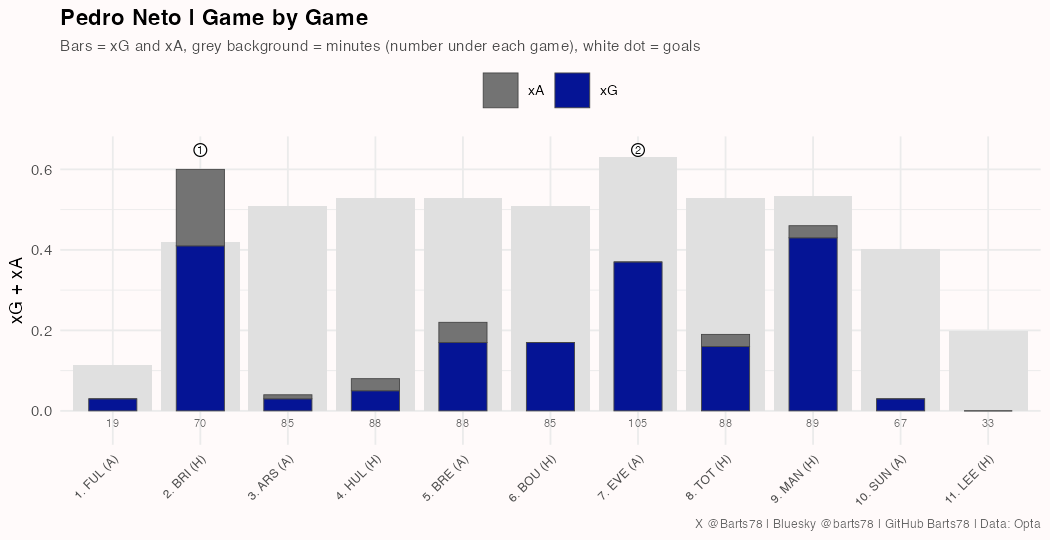 Pedro Neto | Game by Game
Bars = xG and xA, grey background = minutes (number under each game), white dot = goals
xA xG
xG + xA
0.6
0.4
0.2
0.0
1 2
19 70 85 88 88 85 105 88 89 67 33
1. FUL (A) 2. BRI (H) 3. ARS (A) 4. HUL (H) 5. BRE (A) 6. BOU (H) 7. EVE (A) 8. TOT (H) 9. MAN (H) 10. SUN (A) 11. LEE (H)
X @Barts78 | Bluesky @barts78 | GitHub Barts78 | Data: Opta